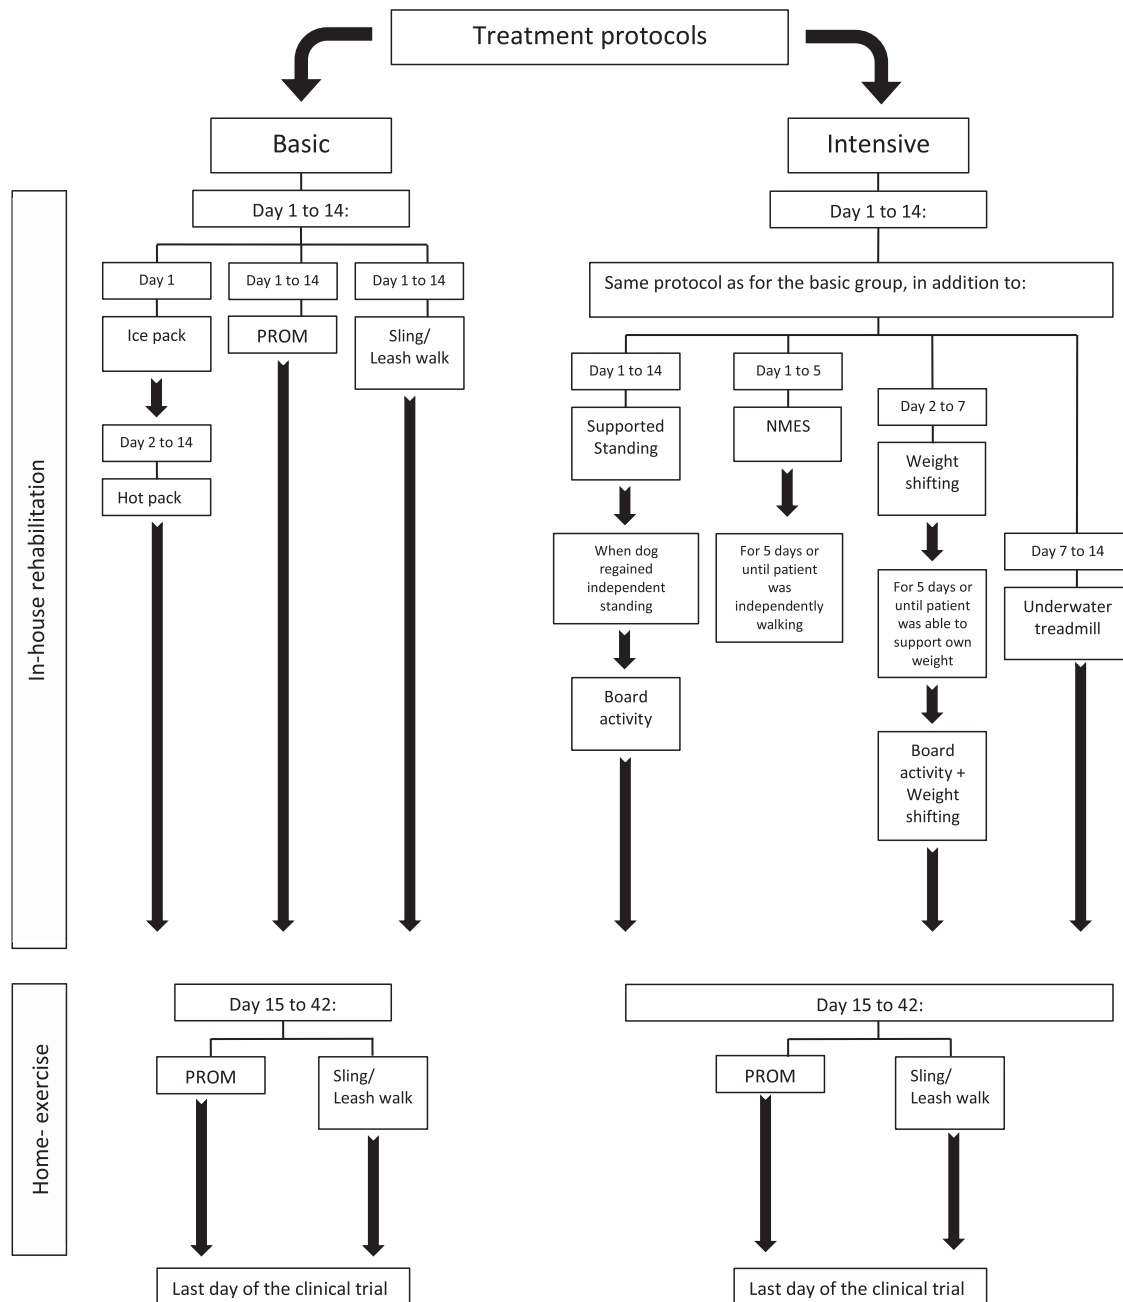 Treatment protocols
Basic
Intensive
In-house rehabilitation
Day 1 to 14:
Day 1
Day 1 to 14
Day 1 to 14
Ice pack
PROM
Sling/
Leash walk
Day 2 to 14
Hot pack
Day 1 to 14:
Same protocol as for the basic group, in addition to:
Day 1 to 14
Supported
Standing
When dog
regained
independent
standing
Board
activity
Day 1 to 5
NMES
For 5 days or
until patient
was
independently
walking
Day 2 to 7
Weight
shifting
For 5 days or
until patient
was able to
support own
weight
Board
activity +
Weight
shifting
Day 7 to 14
Underwater
treadmill
Home- exercise
Day 15 to 42:
PROM
Sling/
Leash walk
Last day of the clinical trial
Day 15 to 42:
PROM
Sling/
Leash walk
Last day of the clinical trial